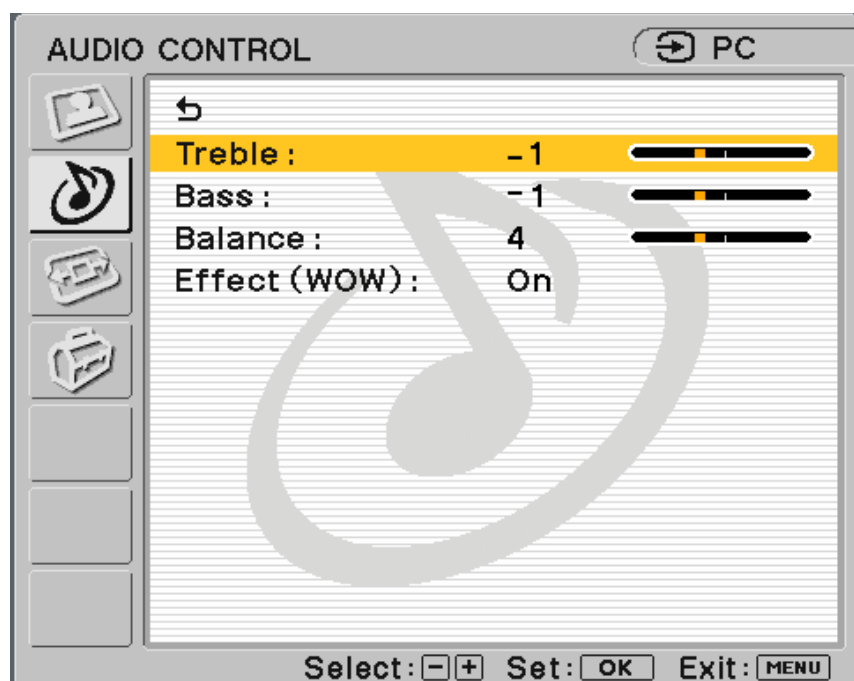 AUDIO CONTROL PC
Treble: -1
Bass: -1
Balance: 4
Effect (WOW): On
Select: - + Set: OK Exit: MENU